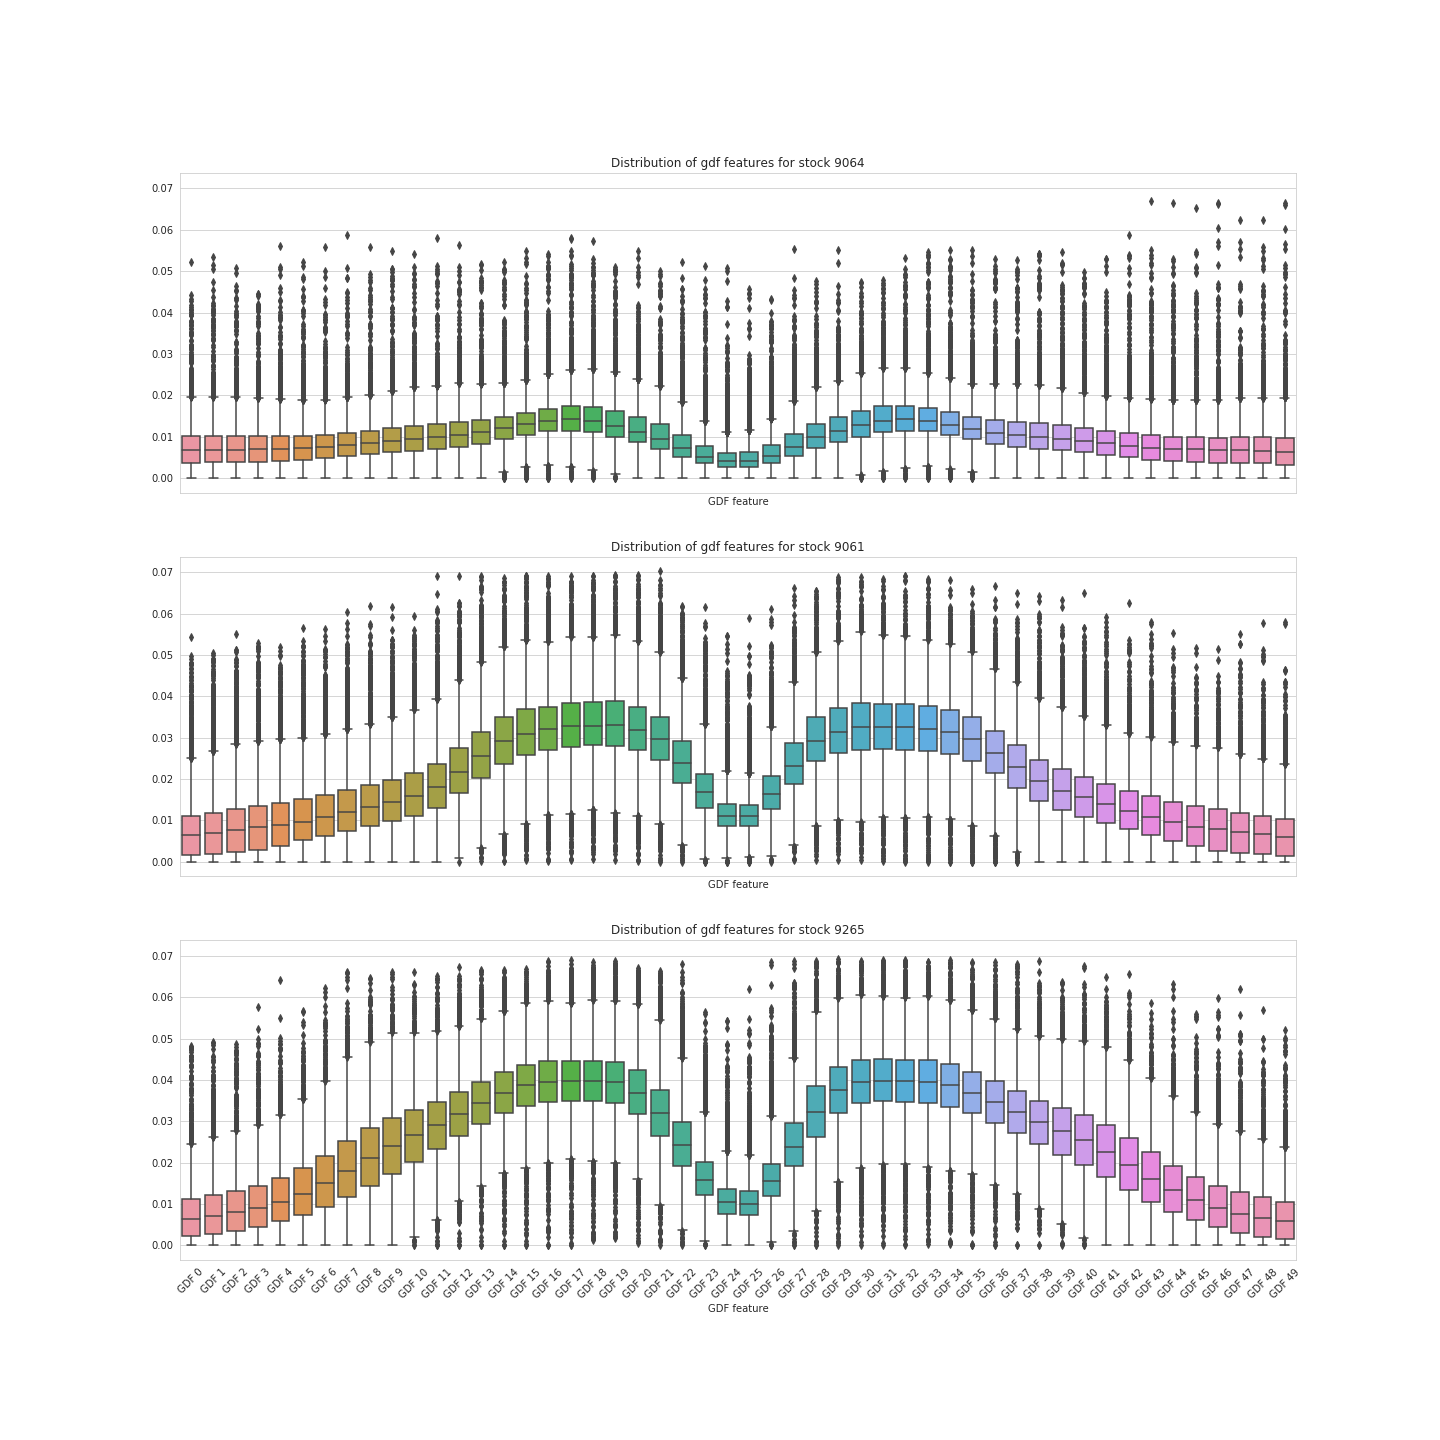 Distribution of gdf features for stock 9064
0.07
0.06
0.05
0.04
0.03
0.02
0.01
0.00
GDF feature
Distribution of gdf features for stock 9061
0.07
0.06
0.05
0.04
0.03
0.02
0.01
0.00
GDF feature
Distribution of gdf features for stock 9265
0.07
0.06
0.05
0.04
0.03
0.02
0.01
0.00
GDF 0
GDF 1
GDF 2
GDF 3
GDF 4
GDF 5
GDF 6
GDF 7
GDF 8
GDF 9
GDF 10
GDF 11
GDF 12
GDF 13
GDF 14
GDF 15
GDF 16
GDF 17
GDF 18
GDF 19
GDF 20
GDF 21
GDF 22
GDF 23
GDF 24
GDF 25
GDF 26
GDF 27
GDF 28
GDF 29
GDF 30
GDF 31
GDF 32
GDF 33
GDF 34
GDF 35
GDF 36
GDF 37
GDF 38
GDF 39
GDF 40
GDF 41
GDF 42
GDF 43
GDF 44
GDF 45
GDF 46
GDF 47
GDF 48
GDF 49
GDF feature